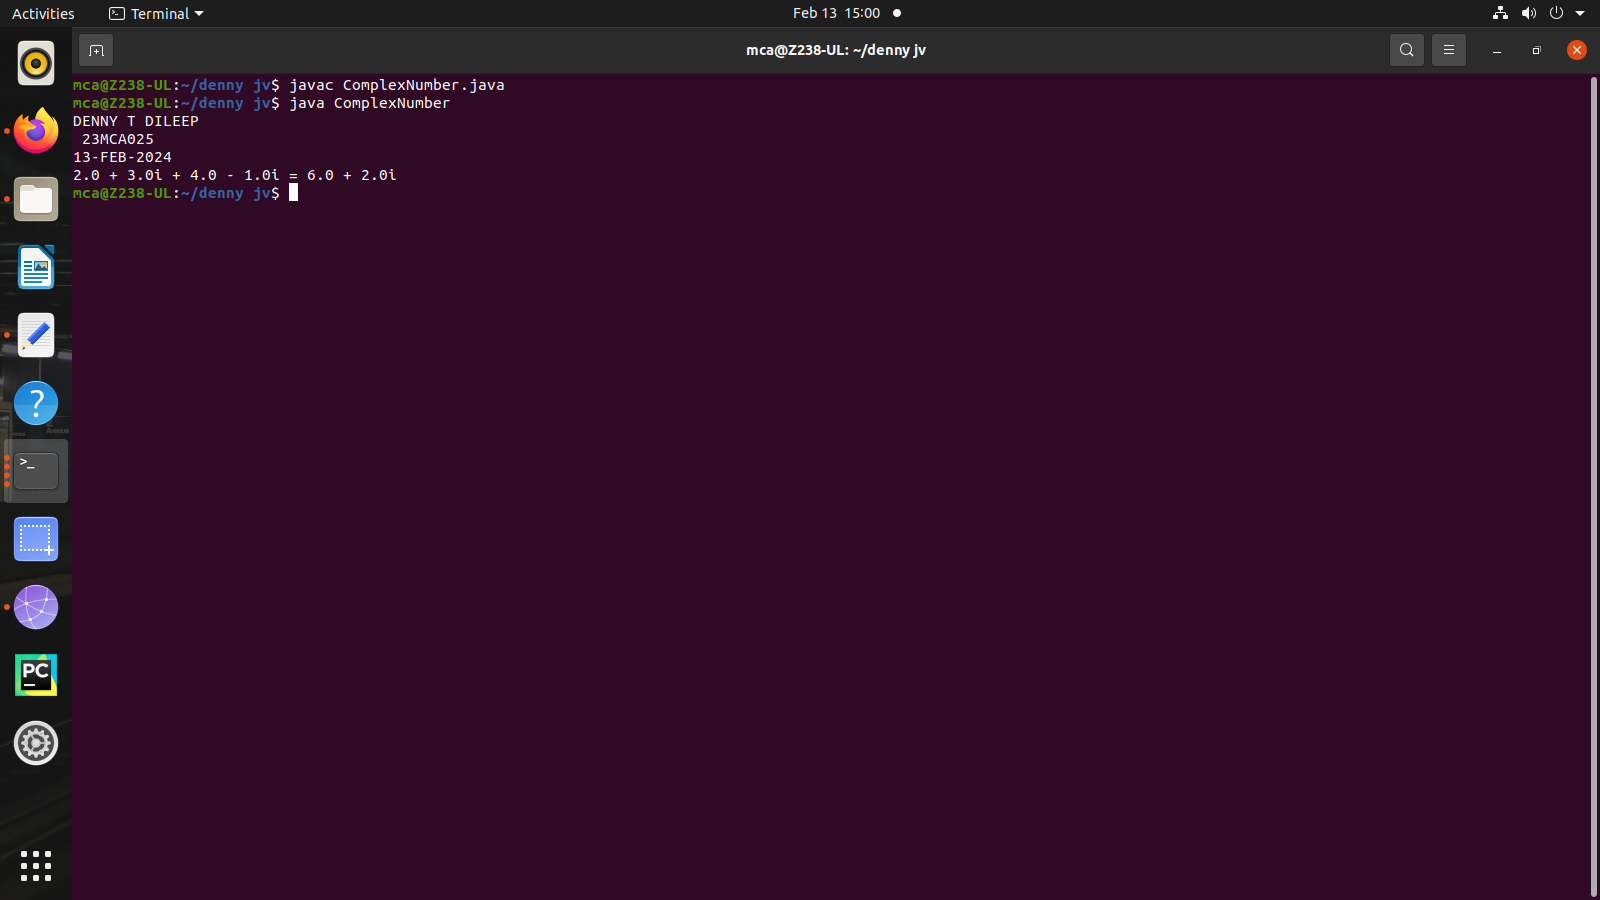 Activities
Terminal
Feb 13 15:00
mca@Z238-UL: ~/denny jv
mca@Z238-UL:~/denny jv$ javac ComplexNumber.java
mca@Z238-UL:~/denny jv$ java ComplexNumber
DENNY T DILEEP
 23MCA025
13-FEB-2024
2.0 + 3.0i + 4.0 - 1.0i = 6.0 + 2.0i
mca@Z238-UL:~/denny jv$
?
>_
PC